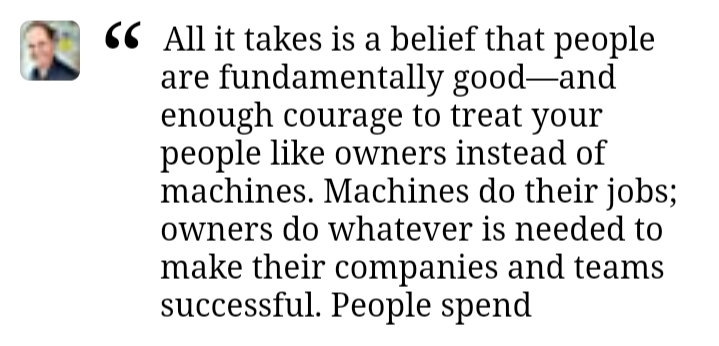 “ All it takes is a belief that people
are fundamentally good—and
enough courage to treat your
people like owners instead of
machines. Machines do their jobs;
owners do whatever is needed to
make their companies and teams
successful. People spend